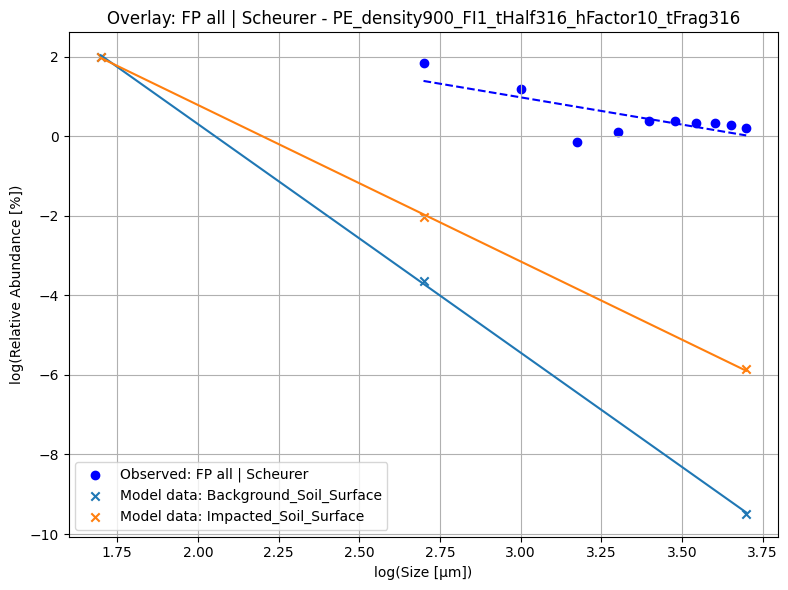 Overlay: FP all | Scheurer - PE_density900_FI1_tHalf316_hFactor10_tFrag316
log(Relative Abundance [%])
2
0
−2
−4
−6
−8
−10
Observed: FP all | Scheurer
Model data: Background_Soil_Surface
Model data: Impacted_Soil_Surface
1.75 2.00 2.25 2.50 2.75 3.00 3.25 3.50 3.75
log(Size [μm])